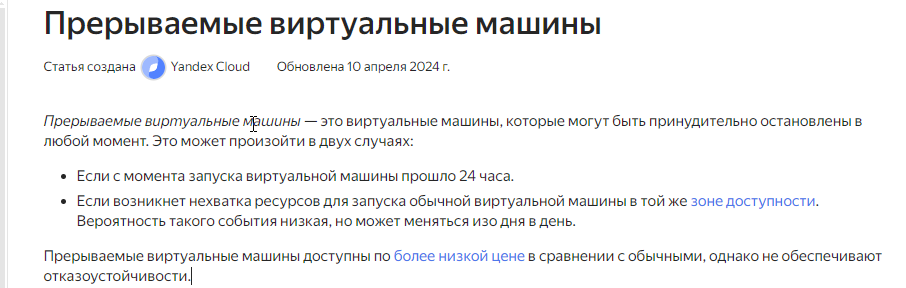 Прерываемые виртуальные машины
Статья создана Yandex Cloud Обновлена 10 апреля 2024 г.
Прерываемые виртуальные машины — это виртуальные машины, которые могут быть принудительно остановлены в
любой момент. Это может произойти в двух случаях:
• Если с момента запуска виртуальной машины прошло 24 часа.
• Если возникнет нехватка ресурсов для запуска обычной виртуальной машины в той же зоне доступности.
Вероятность такого события низкая, но может меняться изо дня в день.
Прерываемые виртуальные машины доступны по более низкой цене в сравнении с обычными, однако не обеспечивают
отказоустойчивости.